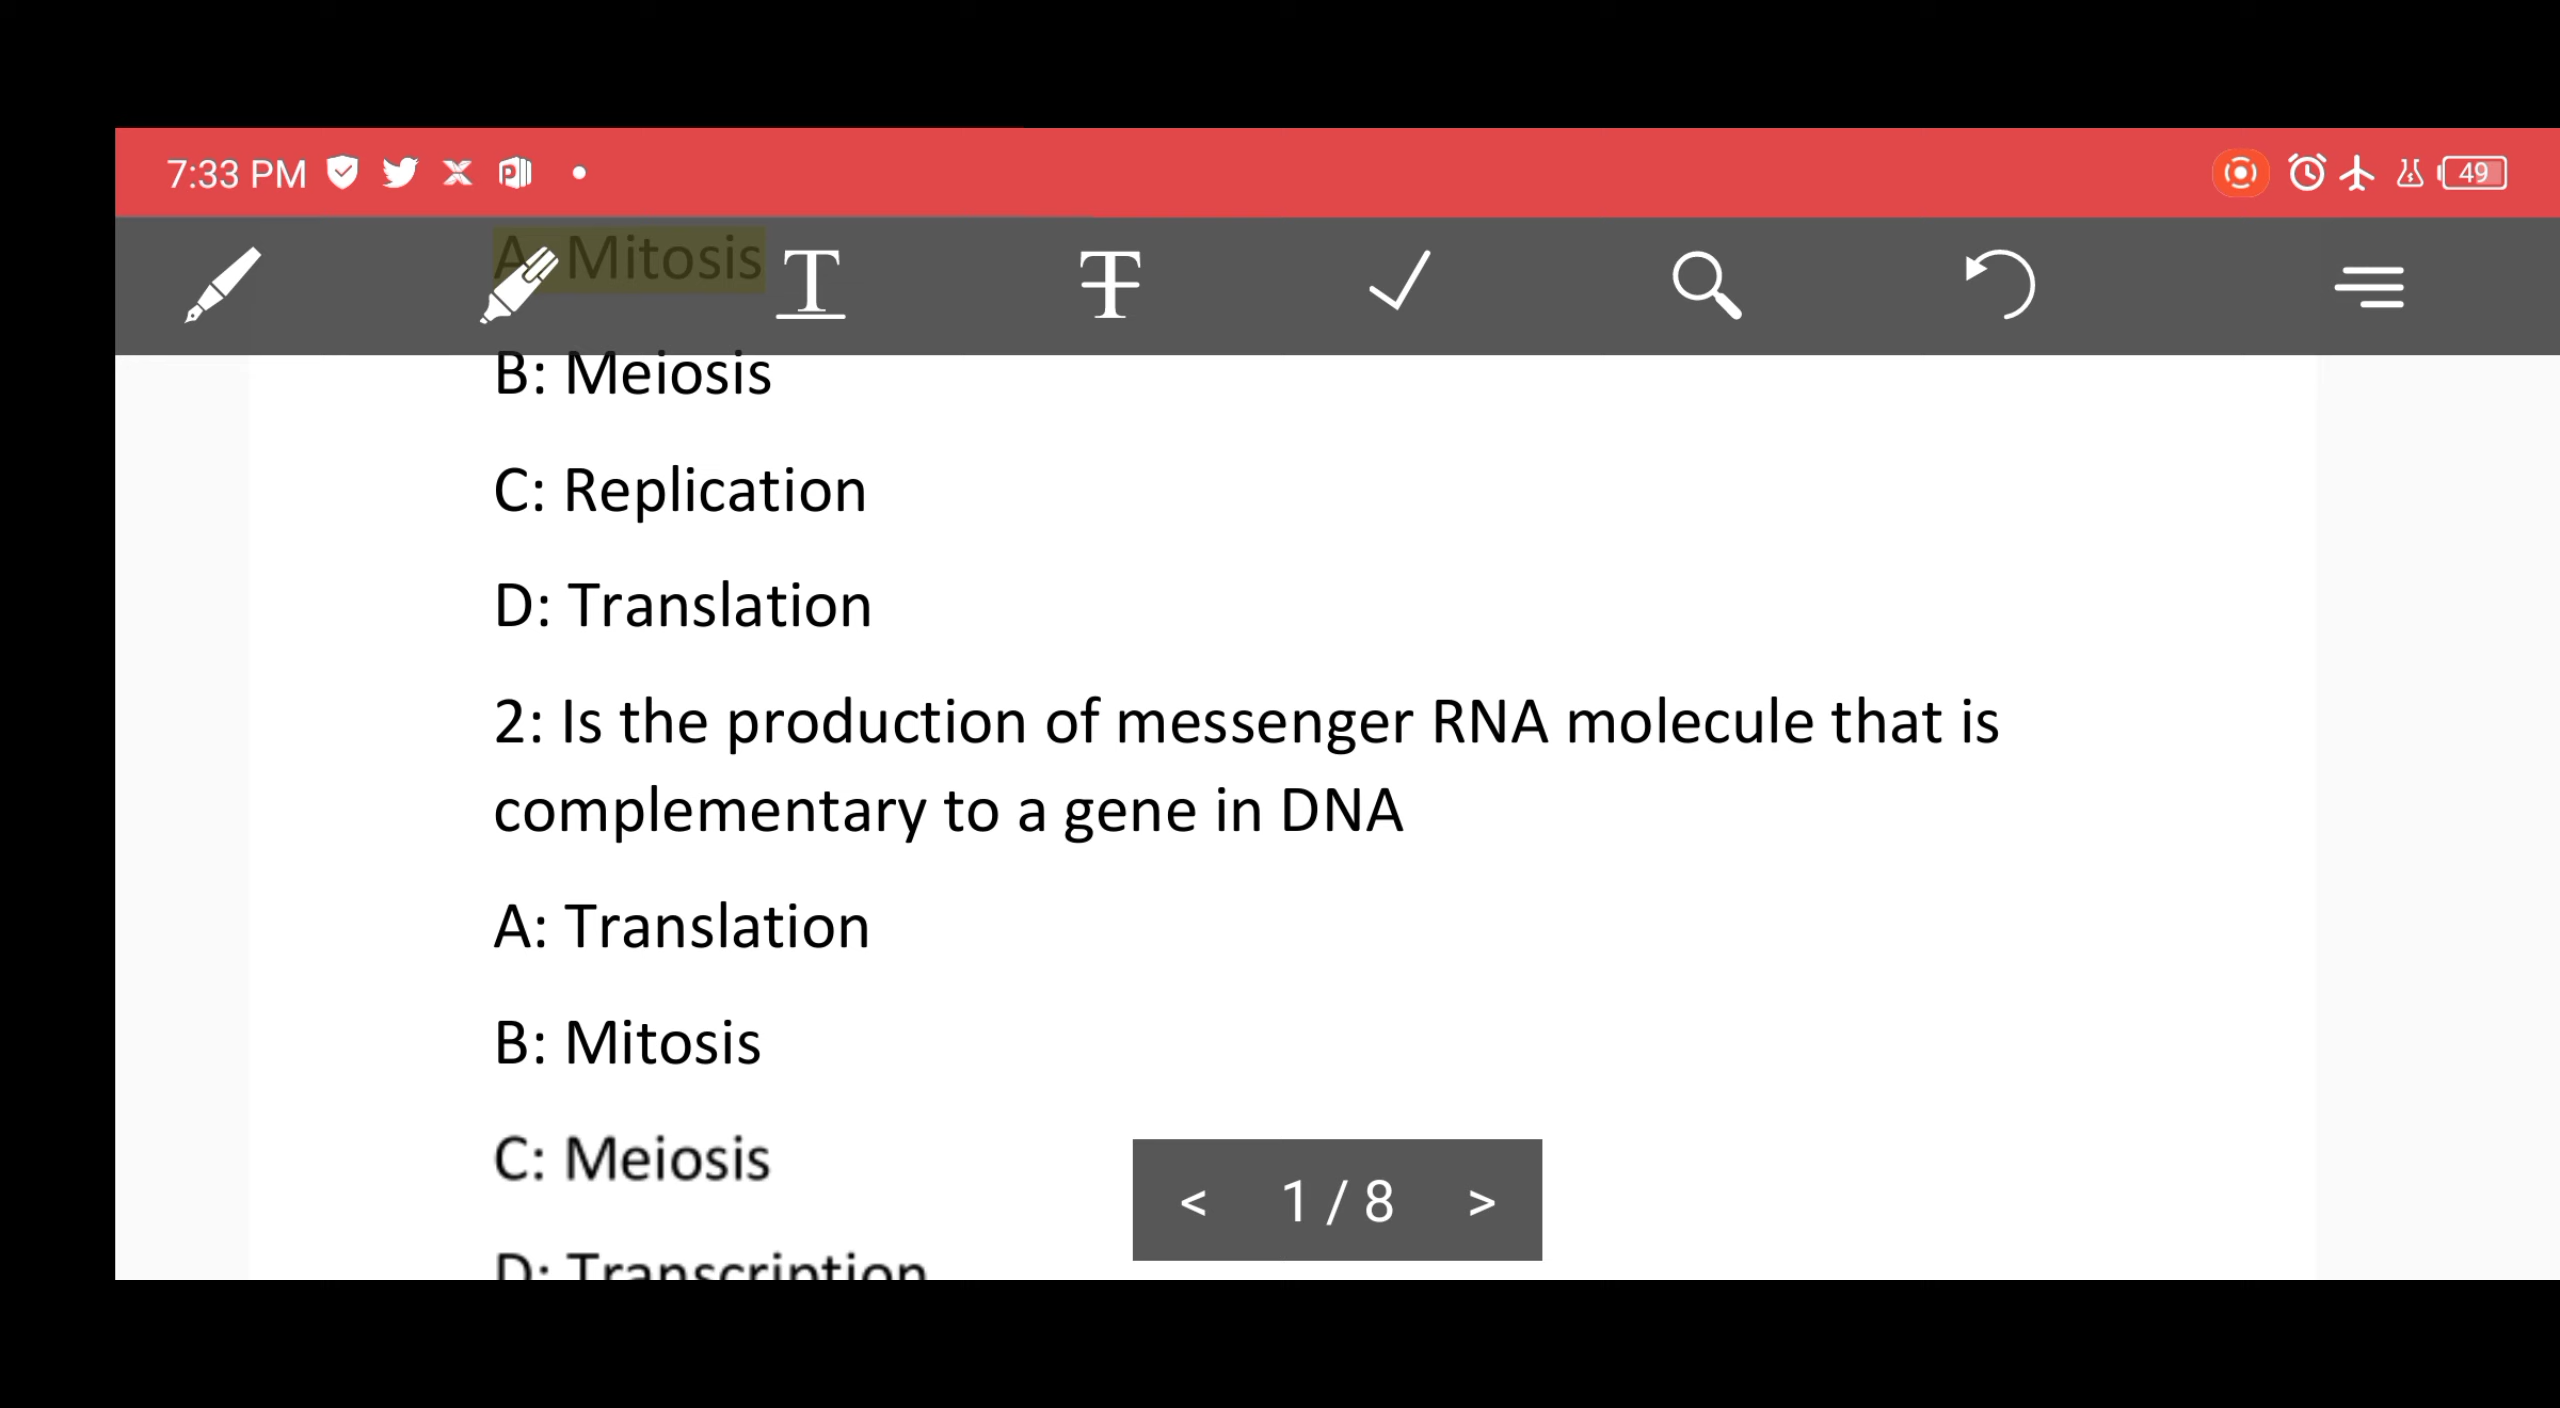 7:33 PM
49
A: Mitosis
B: Meiosis
C: Replication
D: Translation
2: Is the production of messenger RNA molecule that is
complementary to a gene in DNA
A: Translation
B: Mitosis
C: Meiosis
D: Transcription
< 1 / 8 >